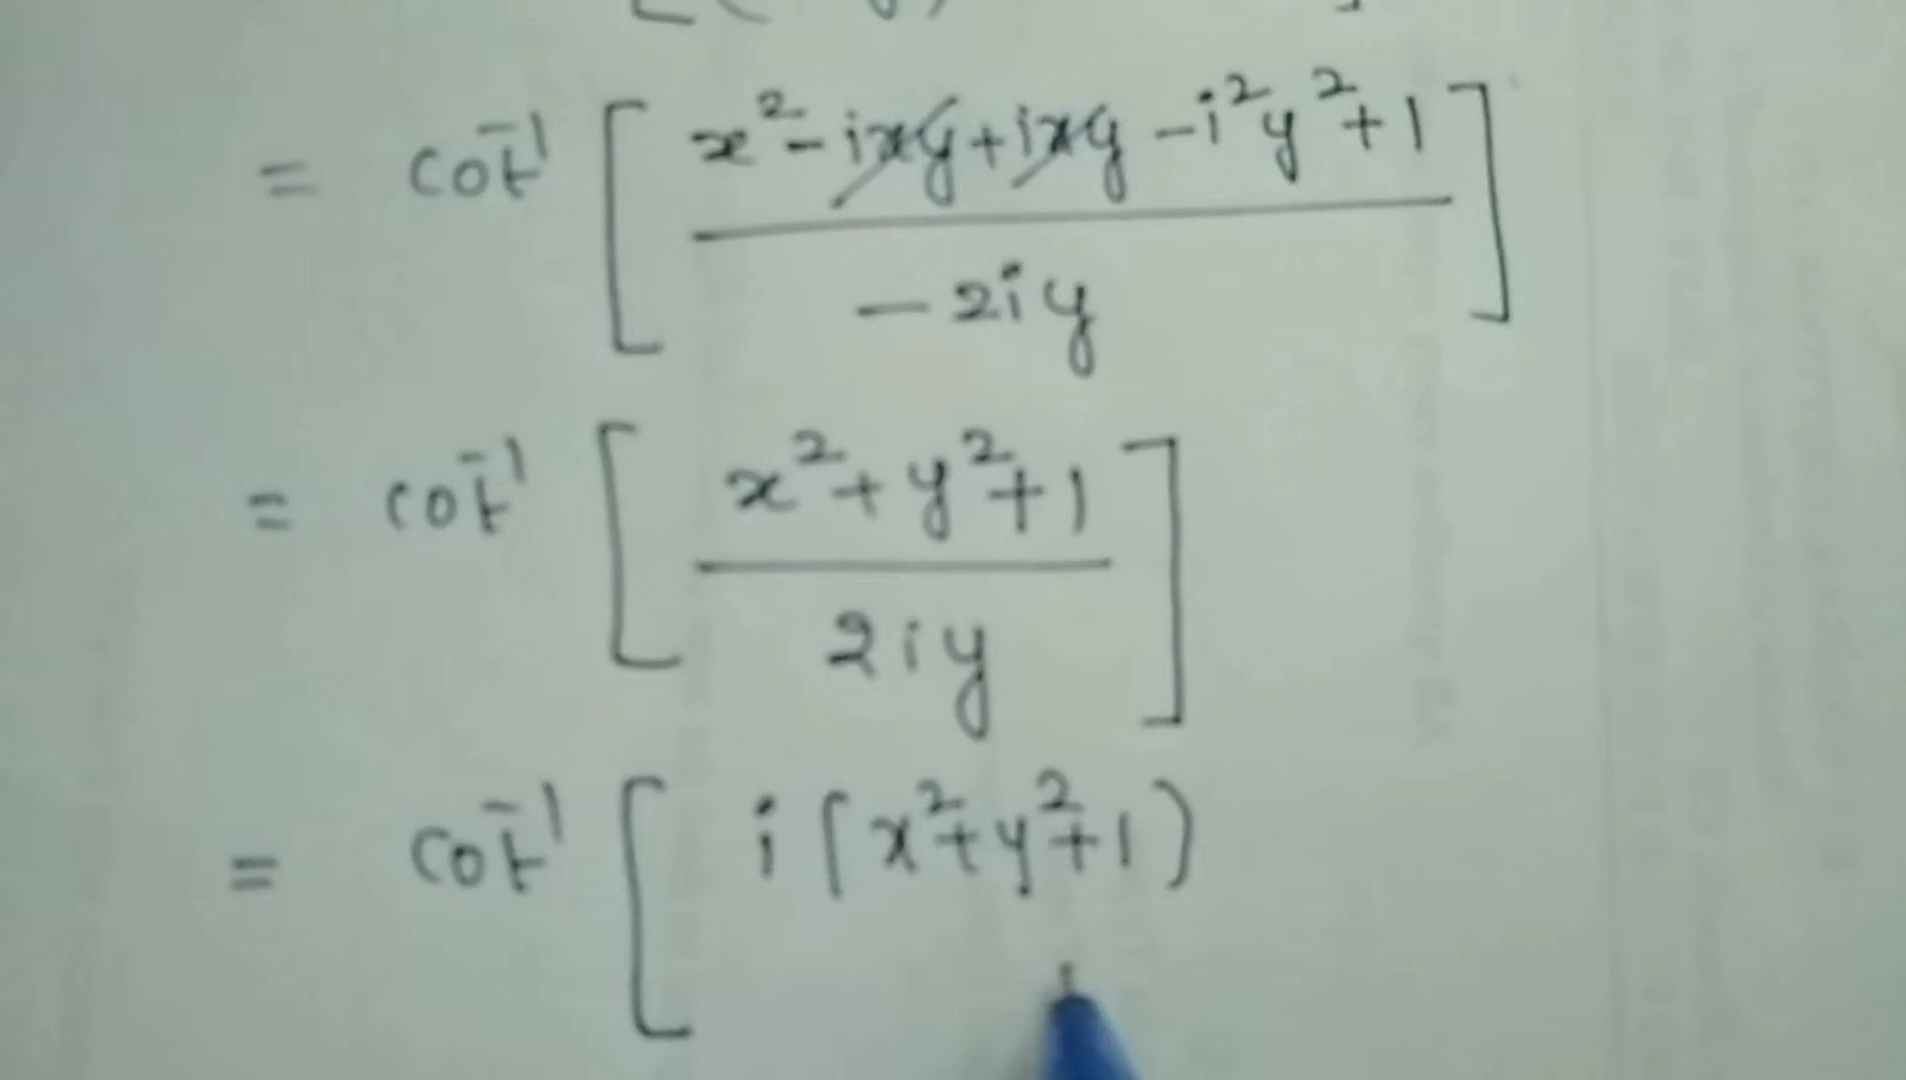 = cot⁻¹ [ (x² - ixy + ixy - i²y² + 1) / (-2iy) ]
= cot⁻¹ [ (x² + y² + 1) / (2iy) ]
= cot⁻¹ [ i(x² + y² + 1)